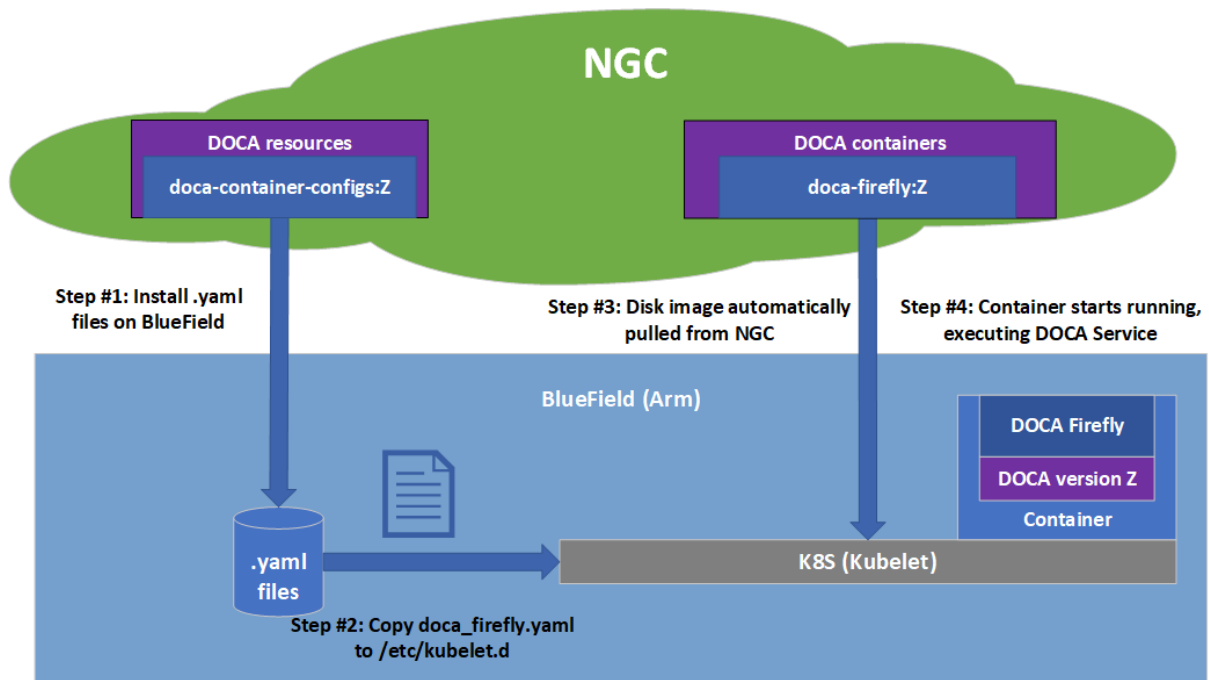 NGC
DOCA resources
doca-container-configs:Z
DOCA containers
doca-firefly:Z
Step #1: Install .yaml
files on BlueField
Step #3: Disk image automatically
pulled from NGC
Step #4: Container starts running,
executing DOCA Service
BlueField (Arm)
DOCA Firefly
DOCA version Z
Container
K8S (Kubelet)
.yaml
files
Step #2: Copy doca_firefly.yaml
to /etc/kubelet.d